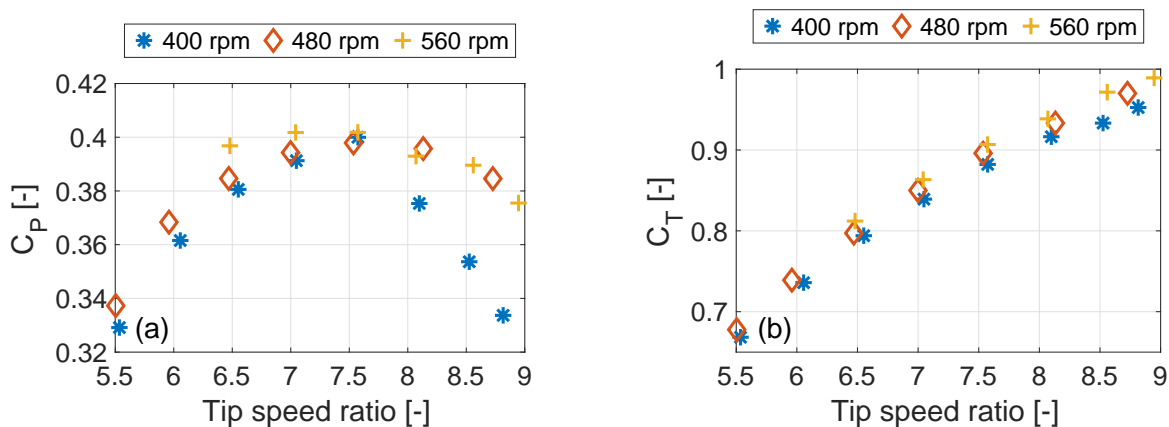 400 rpm 480 rpm 560 rpm
0.42
0.4
0.38
0.36
0.34
0.32
C_P [-]
(a)
5.5 6 6.5 7 7.5 8 8.5 9
Tip speed ratio [-]
400 rpm 480 rpm 560 rpm
1
0.9
0.8
0.7
C_T [-]
(b)
5.5 6 6.5 7 7.5 8 8.5 9
Tip speed ratio [-]